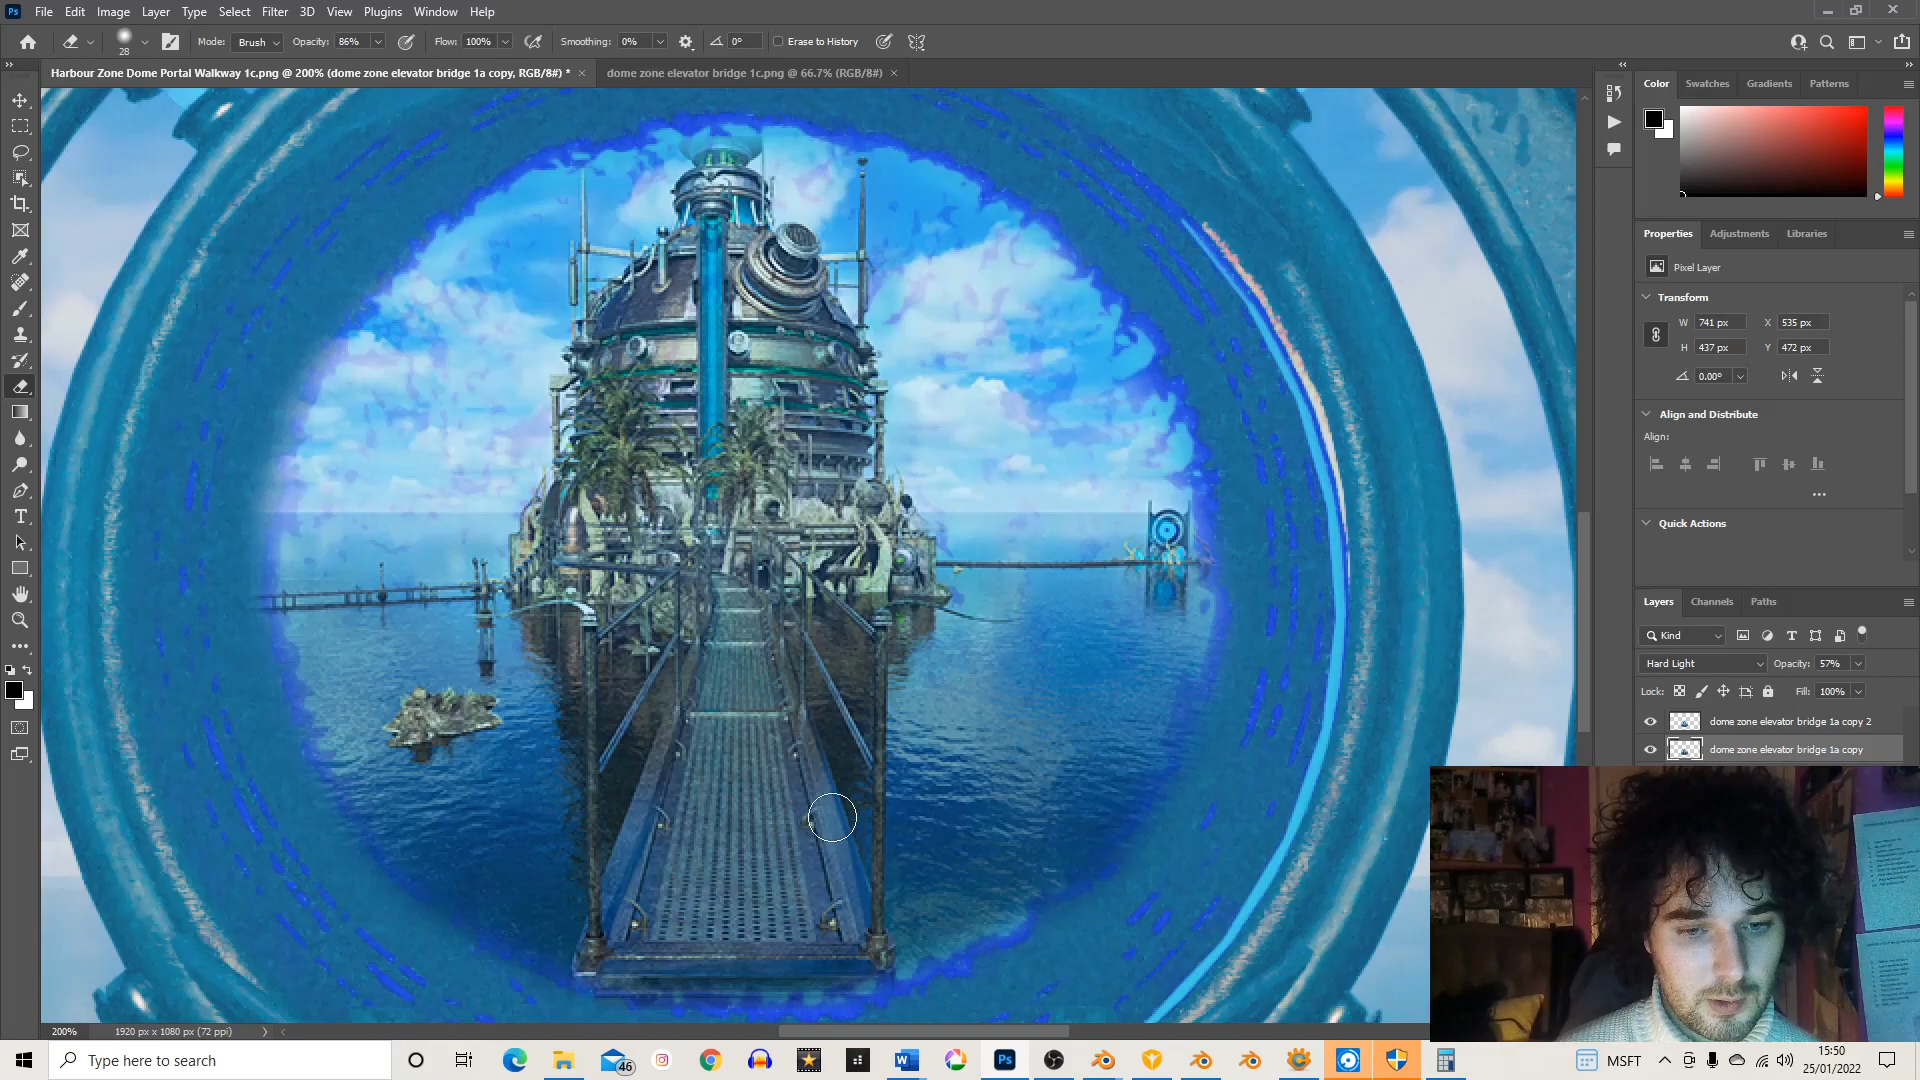 Ps File Edit Image Layer Type Select Filter 3D View Plugins Window Help
28 Mode: Brush Opacity: 86% Flow: 100% Smoothing: 0% 0° Erase to History
Harbour Zone Dome Portal Walkway 1c.png @ 200% (dome zone elevator bridge 1a copy, RGB/8#) * × dome zone elevator bridge 1c.png @ 66.7% (RGB/8#) ×
Color Swatches Gradients Patterns
Properties Adjustments Libraries
Pixel Layer
Transform
W 741 px X 535 px
H 437 px Y 472 px
0.00°
Align and Distribute
Align:
Quick Actions
Layers Channels Paths
Kind
Hard Light Opacity: 57%
Lock: Fill: 100%
dome zone elevator bridge 1a copy 2
dome zone elevator bridge 1a copy
200% 1920 px x 1080 px (72 ppi)
Type here to search
46
Ps
MSFT
15:50
25/01/2022